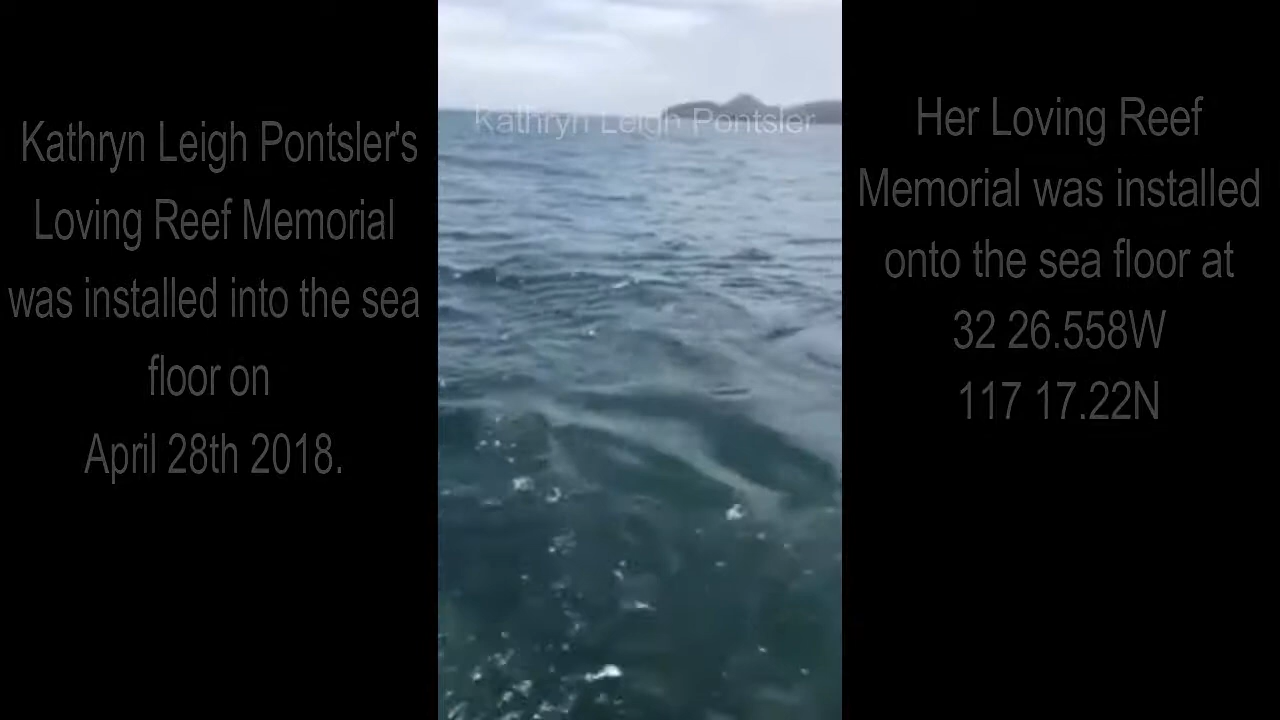 Kathryn Leigh Pontsler's
Loving Reef Memorial
was installed into the sea
floor on
April 28th 2018.
Kathryn Leigh Pontsler
Her Loving Reef
Memorial was installed
onto the sea floor at
32 26.558W
117 17.22N